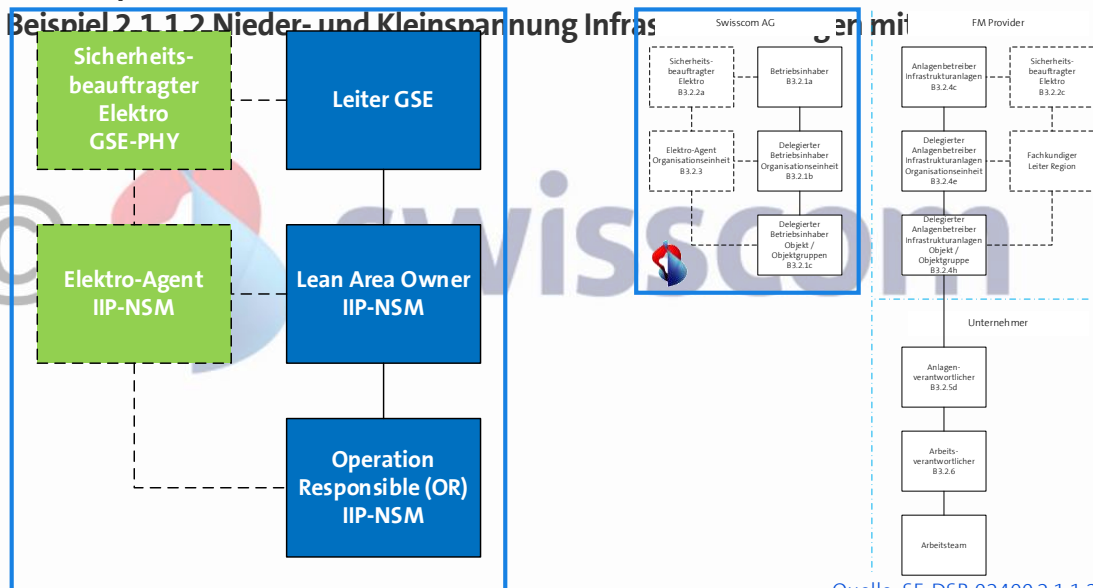 Beispiel 2.1.1.2 Nieder- und Kleinspannung
Sicherheits-
beauftragter
Elektro
GSE-PHY
Leiter GSE
Elektro-Agent
IIP-NSM
Lean Area Owner
IIP-NSM
Operation
Responsible (OR)
IIP-NSM
© swisscom
Swisscom AG
Sicherheits-
beauftragter
Elektro
B3.2.2a
Betriebsinhaber
B3.2.1a
Elektro-Agent
Organisationseinheit
B3.2.3
Delegierter
Betriebsinhaber
Organisationseinheit
B3.2.1b
Delegierter
Betriebsinhaber
Objekt /
Objektgruppen
B3.2.1c
FM Provider
Anlagenbetreiber
Infrastrukturanlagen
B3.2.4c
Sicherheits-
beauftragter
Elektro
B3.2.2c
Delegierter
Anlagenbetreiber
Infrastrukturanlagen
Organisationseinheit
B3.2.4e
Fachkundiger
Leiter Region
Delegierter
Anlagenbetreiber
Infrastrukturanlagen
Objekt /
Objektgruppe
B3.2.4h
Unternehmer
Anlagen-
verantwortlicher
B3.2.5d
Arbeits-
verantwortlicher
B3.2.6
Arbeitsteam